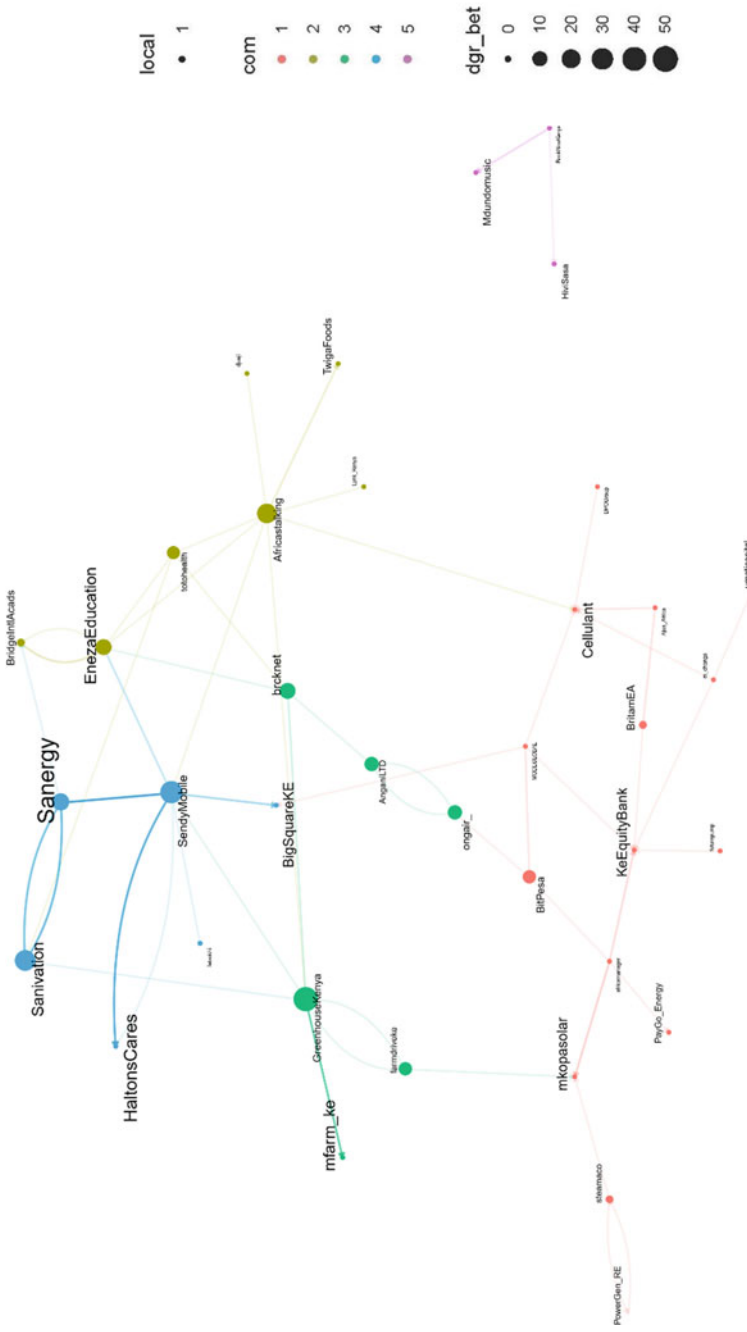 local
1
com
1
2
3
4
5
dgr_bet
0
10
20
30
40
50
Mdundomusic
HiviSasa
TwigaFoods
Africastalking
totohealth
BridgeIntlAcads
EnezaEducation
brcknet
Sanergy
SendyMobile
BigSquareKE
AnganiLTD
ongair_
Sanivation
HaltonsCares
GreenhouseKenya
farmdriveke
mfarm_ke
Cellulant
BritamEA
KeEquityBank
BitPesa
PayGo_Energy
mkopasolar
steamaco
PowerGen_RE